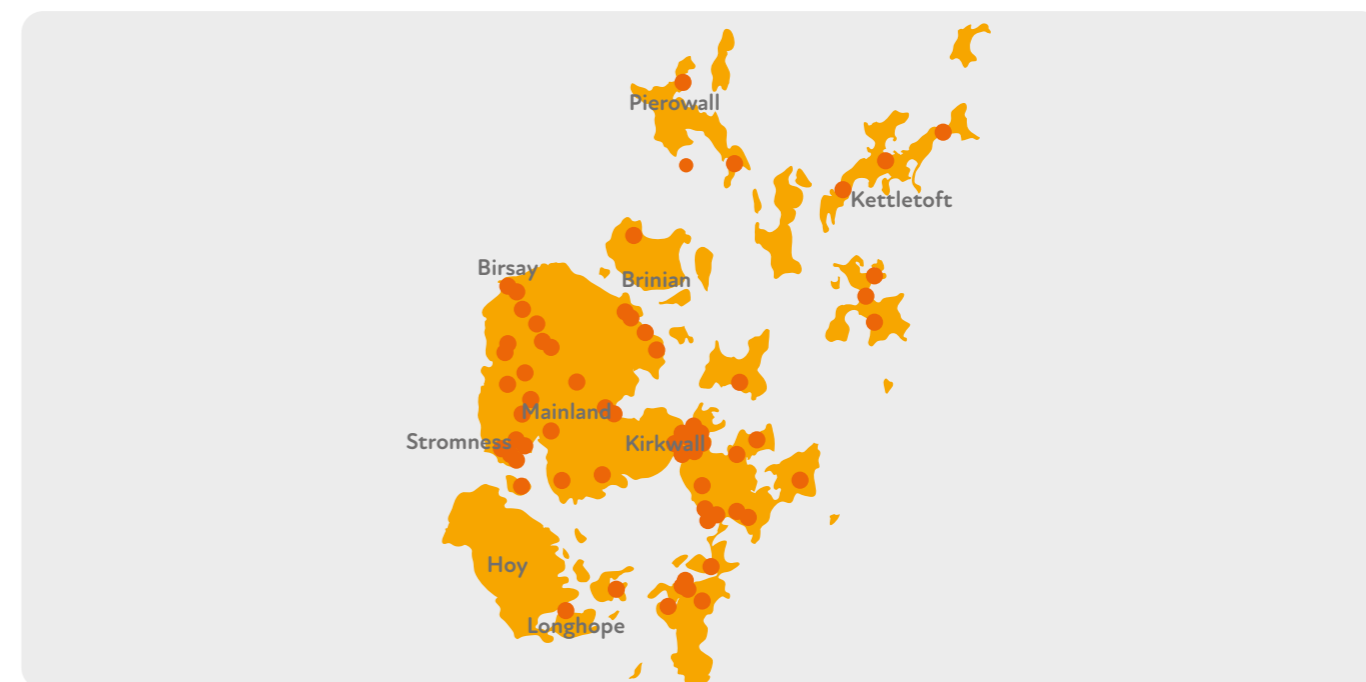 Pierowall
Kettletoft
Birsay
Brinian
Mainland
Stromness
Kirkwall
Hoy
Longhope